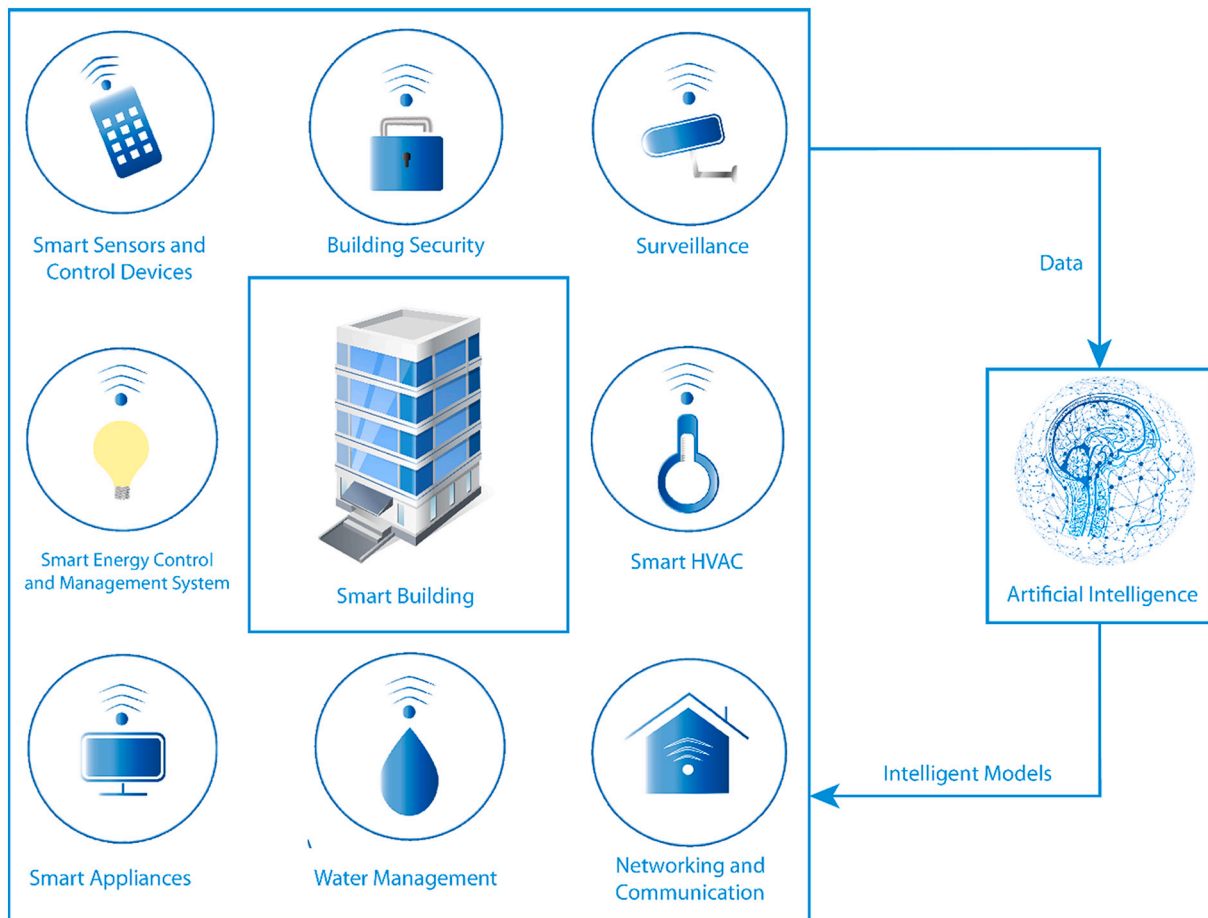 Smart Sensors and
Control Devices
Building Security
Surveillance
Data
Smart Energy Control
and Management System
Smart Building
Smart HVAC
Artificial Intelligence
Intelligent Models
Smart Appliances
Water Management
Networking and
Communication